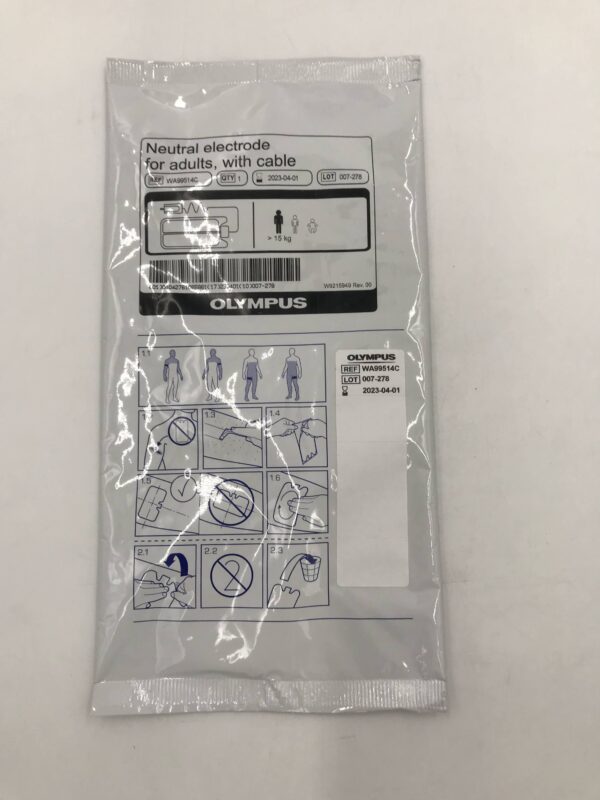 Neutral electrode
for adults, with cable
REF WA99514C QTY 1 2023-04-01 LOT 007-278
> 15 kg
W9215949 Rev. 00
OLYMPUS
OLYMPUS
REF WA99514C
LOT 007-278
2023-04-01
1.1
1.3 1.4
1.5 1.6
2.1 2.2 2.3
2